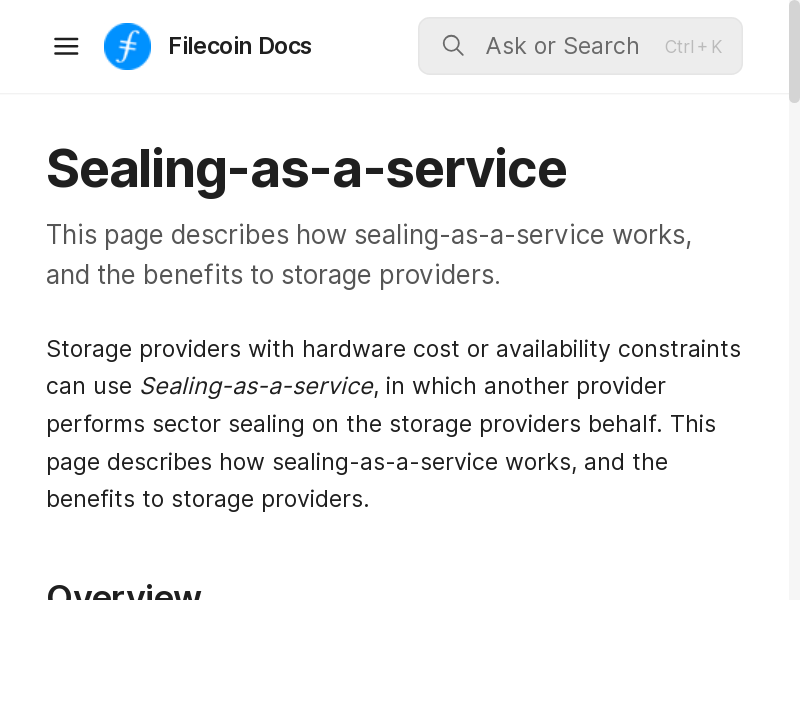 Filecoin Docs
Ask or Search
Ctrl + K
Sealing-as-a-service
This page describes how sealing-as-a-service works,
and the benefits to storage providers.
Storage providers with hardware cost or availability constraints
can use Sealing-as-a-service, in which another provider
performs sector sealing on the storage providers behalf. This
page describes how sealing-as-a-service works, and the
benefits to storage providers.
Overview